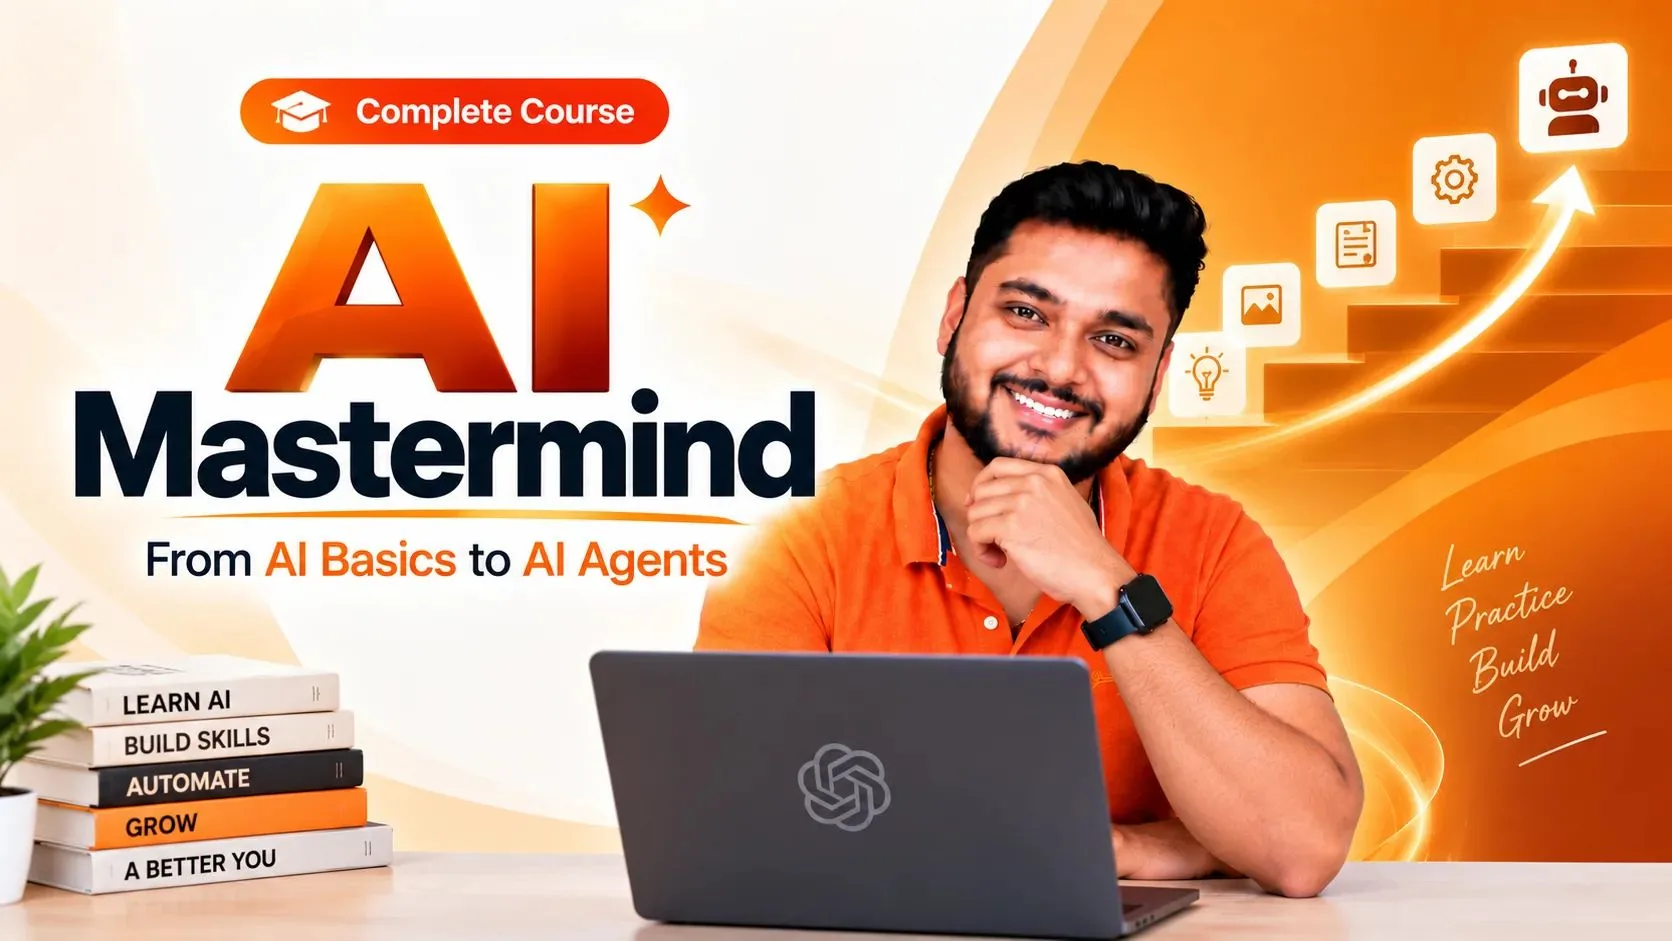 Complete Course
AI
Mastermind
From AI Basics to AI Agents
LEARN AI
BUILD SKILLS
AUTOMATE
GROW
A BETTER YOU
Learn
Practice
Build
Grow